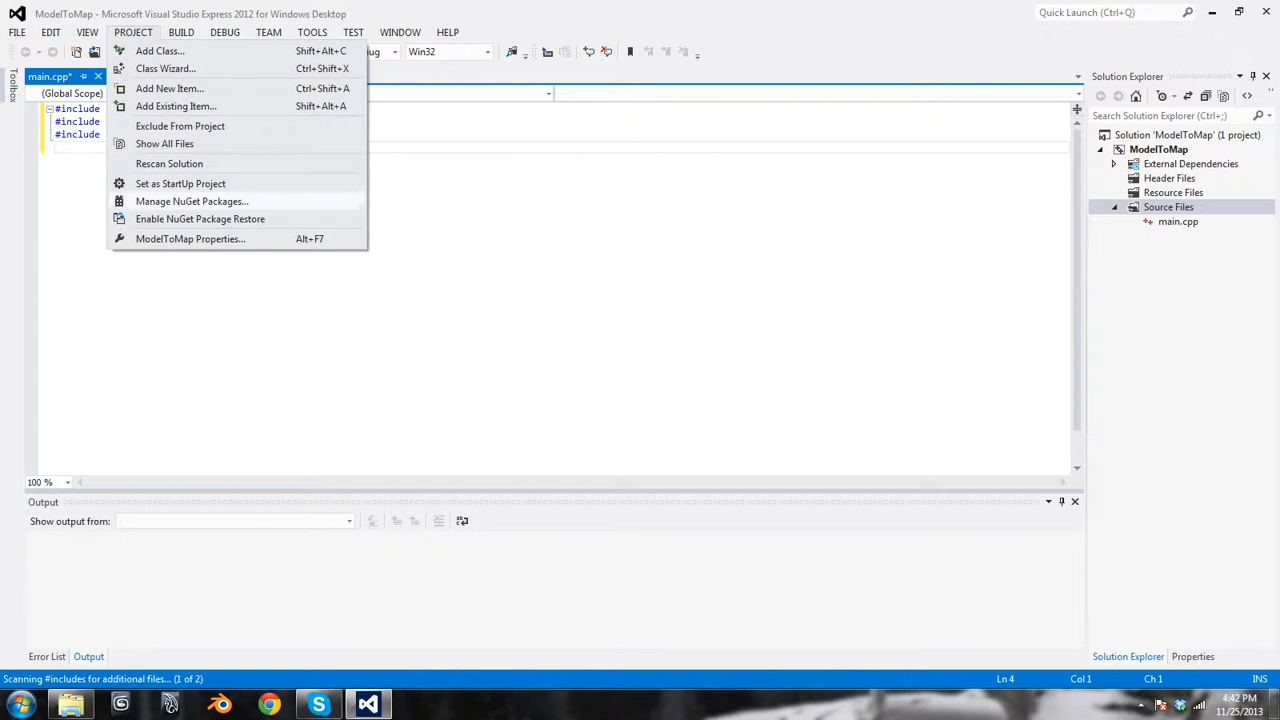 ModelToMap - Microsoft Visual Studio Express 2012 for Windows Desktop
Quick Launch (Ctrl+Q)
FILE EDIT VIEW PROJECT BUILD DEBUG TEAM TOOLS TEST WINDOW HELP
Add Class... Shift+Alt+C
Class Wizard... Ctrl+Shift+X
Add New Item... Ctrl+Shift+A
Add Existing Item... Shift+Alt+A
Exclude From Project
Show All Files
Rescan Solution
Set as StartUp Project
Manage NuGet Packages...
Enable NuGet Package Restore
ModelToMap Properties... Alt+F7
ug Win32
Toolbox
main.cpp*
(Global Scope)
#include
#include
#include
100 %
Solution Explorer
Search Solution Explorer (Ctrl+;)
Solution 'ModelToMap' (1 project)
ModelToMap
External Dependencies
Header Files
Resource Files
Source Files
main.cpp
Output
Show output from:
Error List Output
Solution Explorer Properties
Scanning #includes for additional files... (1 of 2)
Ln 4 Col 1 Ch 1 INS
4:42 PM
11/25/2013